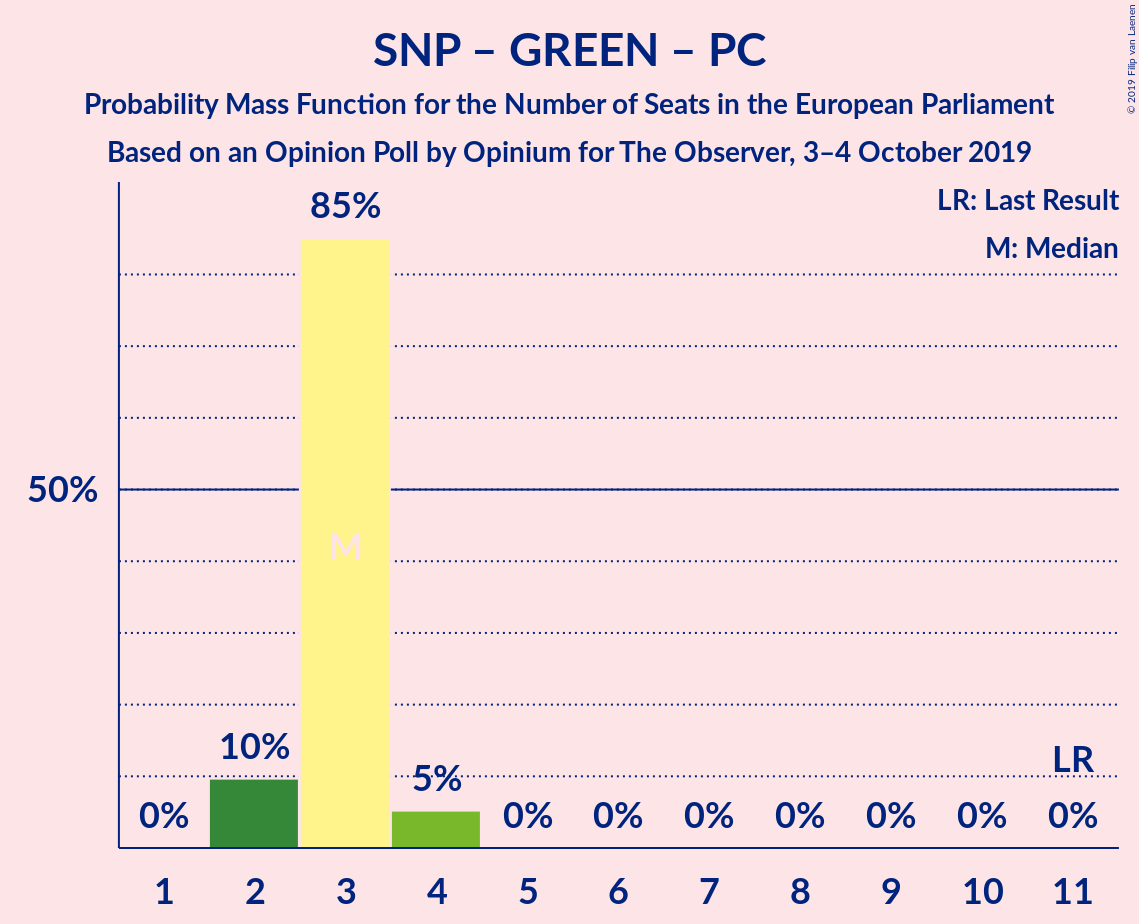 SNP – GREEN – PC
Probability Mass Function for the Number of Seats in the European Parliament
Based on an Opinion Poll by Opinium for The Observer, 3–4 October 2019
© 2019 Filip van Laenen
LR: Last Result
M: Median
85%
50%
M
10%
5%
LR
0%
0%
0%
0%
0%
0%
0%
0%
1 2 3 4 5 6 7 8 9 10 11